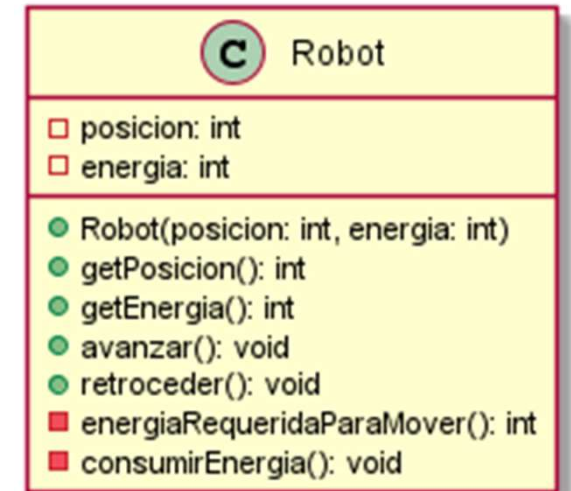 C Robot
posicion: int
energia: int
Robot(posicion: int, energia: int)
getPosicion(): int
getEnergia(): int
avanzar(): void
retroceder(): void
energiaRequeridaParaMover(): int
consumirEnergia(): void